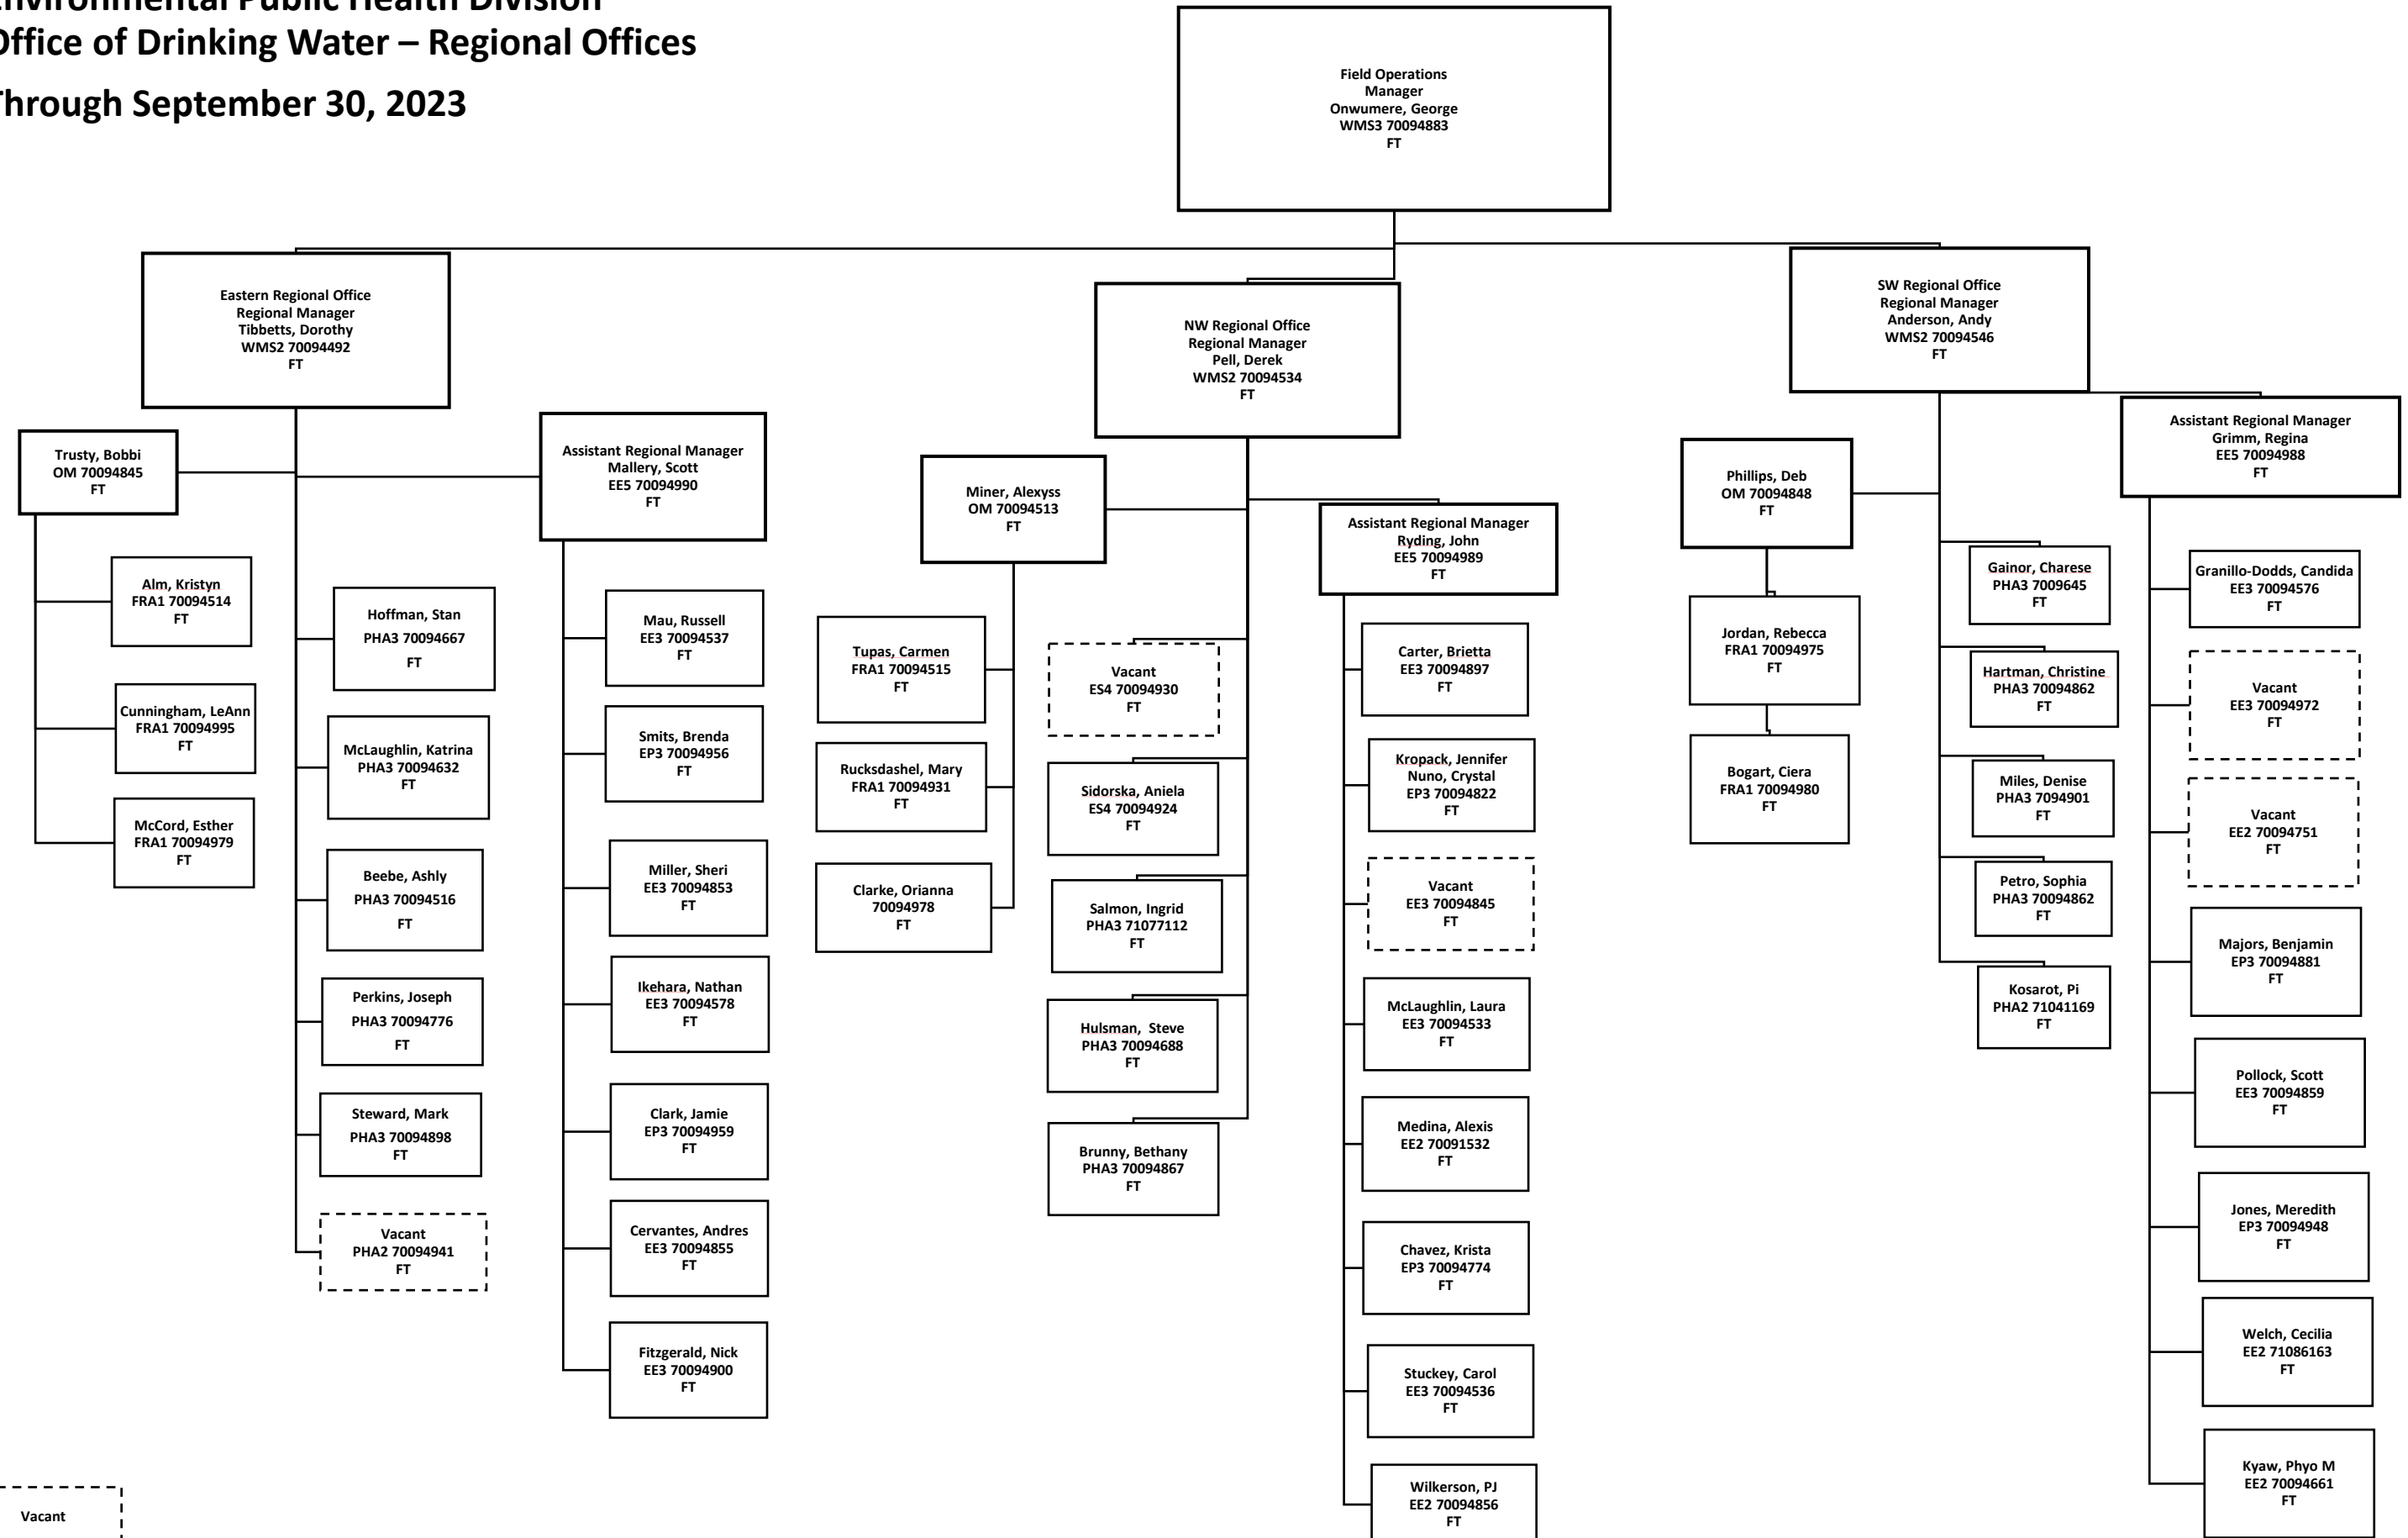 Environmental Public Health Division
Office of Drinking Water – Regional Offices
Through September 30, 2023
Field Operations
Manager
Onwumere, George
WMS3 70094883
FT
Eastern Regional Office
Regional Manager
Tibbetts, Dorothy
WMS2 70094492
FT
Trusty, Bobbi
OM 70094845
FT
Alm, Kristyn
FRA1 70094514
FT
Cunningham, LeAnn
FRA1 70094995
FT
McCord, Esther
FRA1 70094979
FT
Hoffman, Stan
PHA3 70094667
FT
McLaughlin, Katrina
PHA3 70094632
FT
Beebe, Ashly
PHA3 70094516
FT
Perkins, Joseph
PHA3 70094776
FT
Steward, Mark
PHA3 70094898
FT
Vacant
PHA2 70094941
FT
Assistant Regional Manager
Mallery, Scott
EE5 70094990
FT
Mau, Russell
EE3 70094537
FT
Smits, Brenda
EP3 70094956
FT
Miller, Sheri
EE3 70094853
FT
Ikehara, Nathan
EE3 70094578
FT
Clark, Jamie
EP3 70094959
FT
Cervantes, Andres
EE3 70094855
FT
Fitzgerald, Nick
EE3 70094900
FT
NW Regional Office
Regional Manager
Pell, Derek
WMS2 70094534
FT
Miner, Alexyss
OM 70094513
FT
Tupas, Carmen
FRA1 70094515
FT
Rucksdashel, Mary
FRA1 70094931
FT
Clarke, Orianna
70094978
FT
Vacant
ES4 70094930
FT
Sidorska, Aniela
ES4 70094924
FT
Salmon, Ingrid
PHA3 71077112
FT
Hulsman, Steve
PHA3 70094688
FT
Brunny, Bethany
PHA3 70094867
FT
Assistant Regional Manager
Ryding, John
EE5 70094989
FT
Carter, Brietta
EE3 70094897
FT
Kropack, Jennifer
Nuno, Crystal
EP3 70094822
FT
Vacant
EE3 70094845
FT
McLaughlin, Laura
EE3 70094533
FT
Medina, Alexis
EE2 70091532
FT
Chavez, Krista
EP3 70094774
FT
Stuckey, Carol
EE3 70094536
FT
Wilkerson, PJ
EE2 70094856
FT
SW Regional Office
Regional Manager
Anderson, Andy
WMS2 70094546
FT
Phillips, Deb
OM 70094848
FT
Jordan, Rebecca
FRA1 70094975
FT
Bogart, Ciera
FRA1 70094980
FT
Gainor, Charese
PHA3 7009645
FT
Hartman, Christine
PHA3 70094862
FT
Miles, Denise
PHA3 7094901
FT
Petro, Sophia
PHA3 70094862
FT
Kosarot, Pi
PHA2 71041169
FT
Assistant Regional Manager
Grimm, Regina
EE5 70094988
FT
Granillo-Dodds, Candida
EE3 70094576
FT
Vacant
EE3 70094972
FT
Vacant
EE2 70094751
FT
Majors, Benjamin
EP3 70094881
FT
Pollock, Scott
EE3 70094859
FT
Jones, Meredith
EP3 70094948
FT
Welch, Cecilia
EE2 71086163
FT
Kyaw, Phyo M
EE2 70094661
FT
Vacant